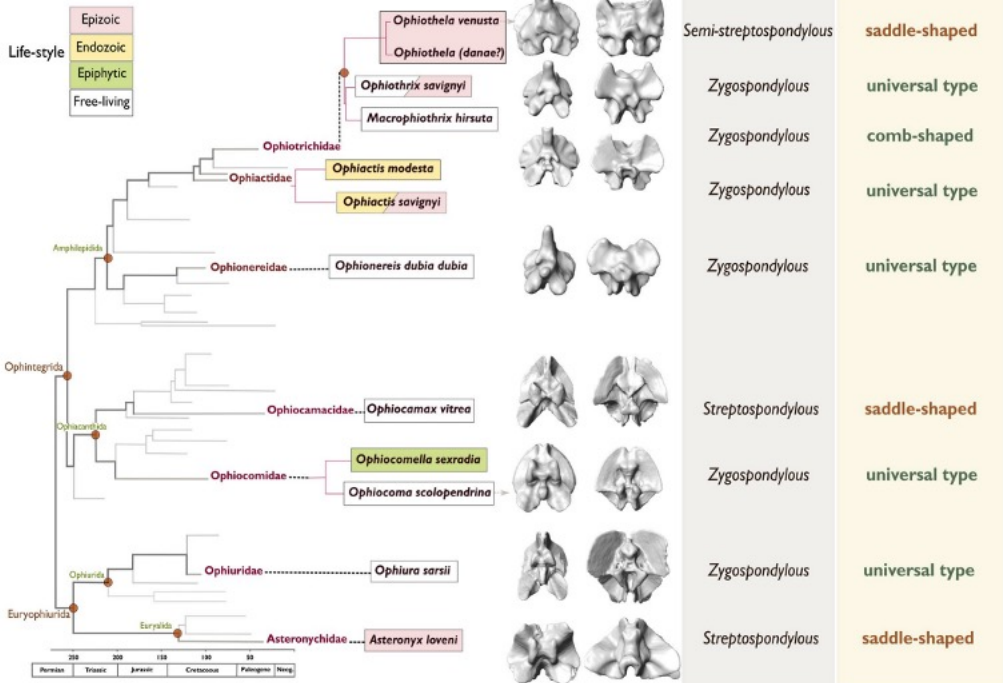 Life-style
Epizoic
Endozoic
Epiphytic
Free-living
Ophiothela venusta
Ophiothela (danae?)
Semi-streptospondylous
saddle-shaped
Ophiothrix savignyi
Zygospondylous
universal type
Macrophiothrix hirsuta
Zygospondylous
comb-shaped
Ophiotrichidae
Ophiactidae
Ophiactis modesta
Ophiactis savignyi
Zygospondylous
universal type
Amphilepidida
Ophionereidae
Ophionereis dubia dubia
Zygospondylous
universal type
Ophintegrida
Ophiacanthida
Ophiocamacidae
Ophiocamax vitrea
Streptospondylous
saddle-shaped
Ophiocomidae
Ophiocomella sexradia
Ophiocoma scolopendrina
Zygospondylous
universal type
Ophiurida
Ophiuridae
Ophiura sarsii
Zygospondylous
universal type
Euryophiurida
Euryalida
Asteronychidae
Asteronyx loveni
Streptospondylous
saddle-shaped
250 200 150 100 50
Permian Triassic Jurassic Cretaceous Paleogene Neog.